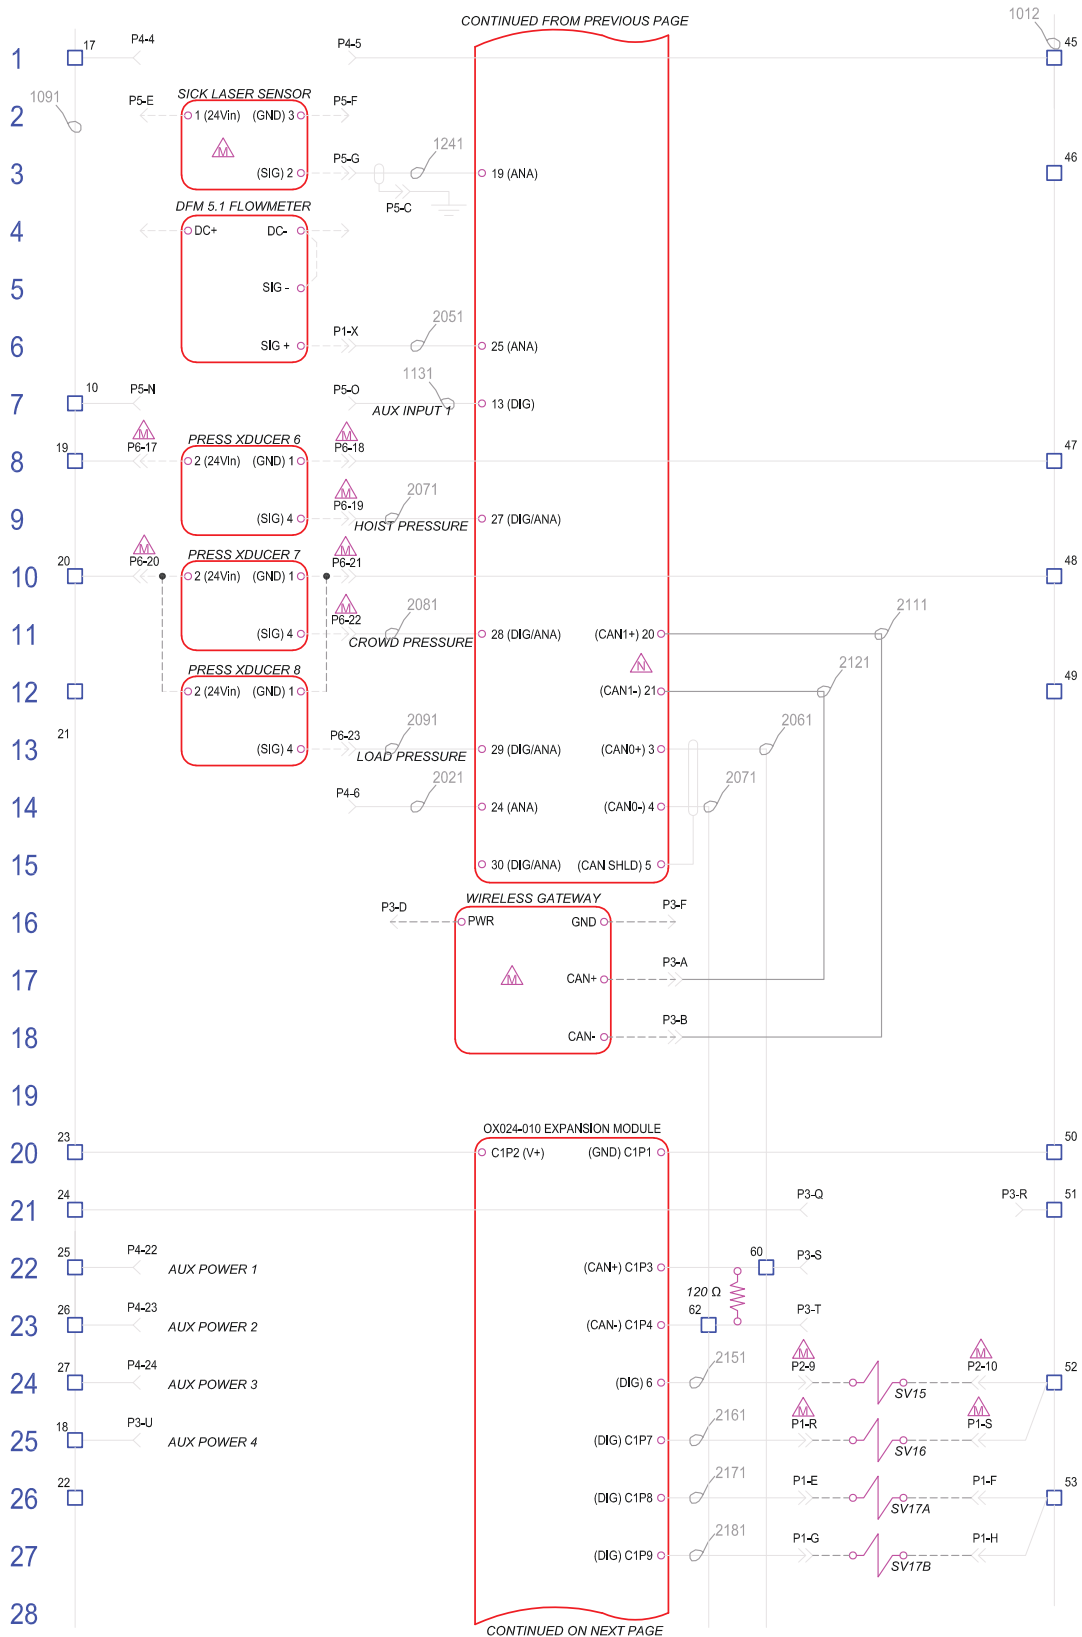 CONTINUED FROM PREVIOUS PAGE
1012
1 17 P4-4 P4-5 45
1091
SICK LASER SENSOR
2 P5-E 1 (24Vin) (GND) 3 P5-F
M
1241
46
3 (SIG) 2 P5-G 19 (ANA)
P5-C
DFM 5.1 FLOWMETER
4 DC+ DC-
5 SIG -
2051
6 SIG + P1-X 25 (ANA)
1131
7 10 P5-N P5-O AUX INPUT 1 13 (DIG)
M M
PRESS XDUCER 6
8 19 P6-17 2 (24Vin) (GND) 1 P6-18 47
M
2071
9 (SIG) 4 P6-19 HOIST PRESSURE 27 (DIG/ANA)
M M
PRESS XDUCER 7
10 20 P6-20 2 (24Vin) (GND) 1 P6-21 48
M
2081 2111
11 (SIG) 4 P6-22 CROWD PRESSURE 28 (DIG/ANA) (CAN1+) 20
N
PRESS XDUCER 8
2121
12 2 (24Vin) (GND) 1 (CAN1-) 21 49
2091 2061
13 21 (SIG) 4 P6-23 LOAD PRESSURE 29 (DIG/ANA) (CAN0+) 3
2021 2071
14 P4-6 24 (ANA) (CAN0-) 4
15 30 (DIG/ANA) (CAN SHLD) 5
WIRELESS GATEWAY
16 P3-D PWR GND P3-F
17 M CAN+ P3-A
18 CAN- P3-B
19
OX024-010 EXPANSION MODULE
20 23 C1P2 (V+) (GND) C1P1 50
21 24 P3-Q P3-R 51
22 25 P4-22 AUX POWER 1 (CAN+) C1P3 60 P3-S
120 Ω
23 26 P4-23 AUX POWER 2 (CAN-) C1P4 62 P3-T
2151 M M
24 27 P4-24 AUX POWER 3 (DIG) 6 P2-9 SV15 P2-10 52
2161 M M
25 18 P3-U AUX POWER 4 (DIG) C1P7 P1-R SV16 P1-S
2171
26 22 (DIG) C1P8 P1-E SV17A P1-F 53
2181
27 (DIG) C1P9 P1-G SV17B P1-H
28
CONTINUED ON NEXT PAGE